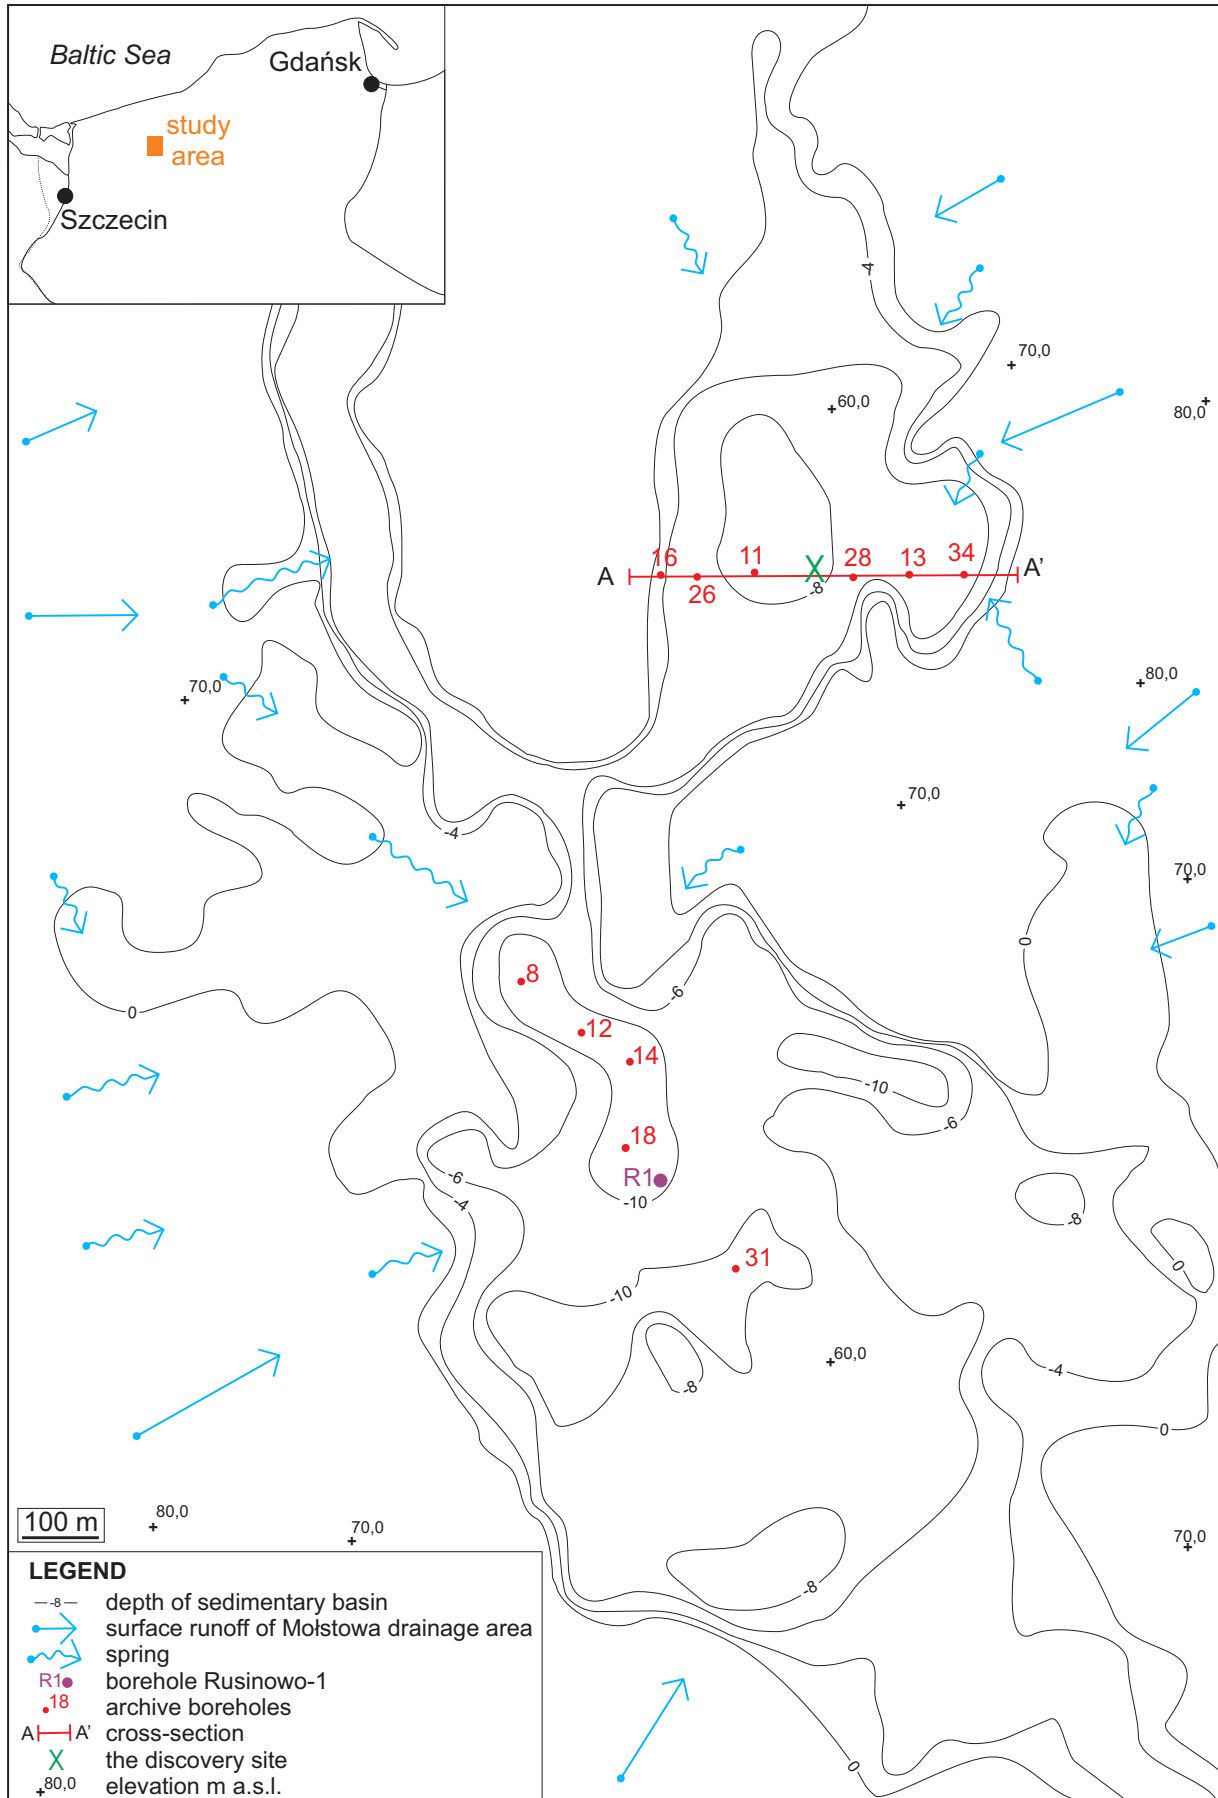 Baltic Sea
Gdańsk
study
area
Szczecin
-4
70,0
60,0
80,0
A
16
26
11
X
-8
28
13
34
A'
70,0
80,0
70,0
-4
70,0
0
8
-6
0
12
14
-10
-6
18
-6
R1
-4
-10
-8
31
0
-10
60,0
-4
-8
0
100 m
80,0
70,0
70,0
-8
0
LEGEND
-8 depth of sedimentary basin
surface runoff of Mołstowa drainage area
spring
R1 borehole Rusinowo-1
18 archive boreholes
A A' cross-section
X the discovery site
80,0 elevation m a.s.l.